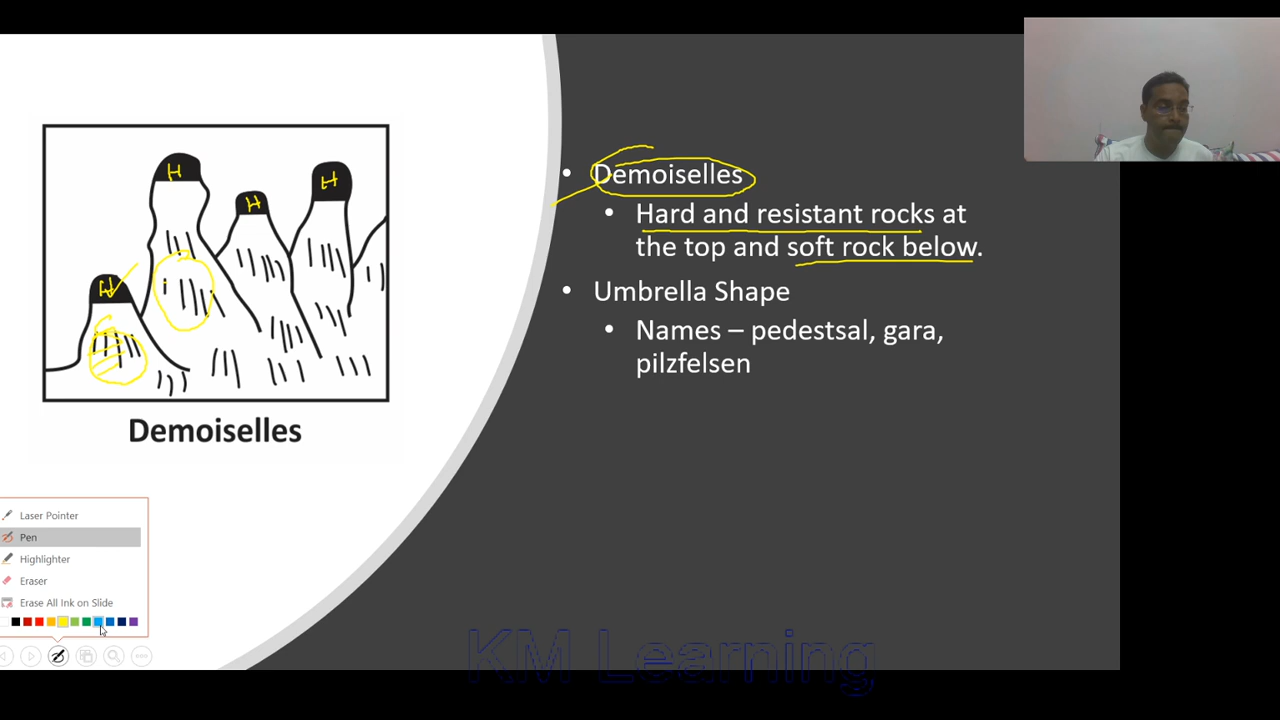 H
H
H
H
Demoiselles
• Demoiselles
• Hard and resistant rocks at
the top and soft rock below.
• Umbrella Shape
• Names – pedestsal, gara,
pilzfelsen
Laser Pointer
Pen
Highlighter
Eraser
Erase All Ink on Slide
KM Learning